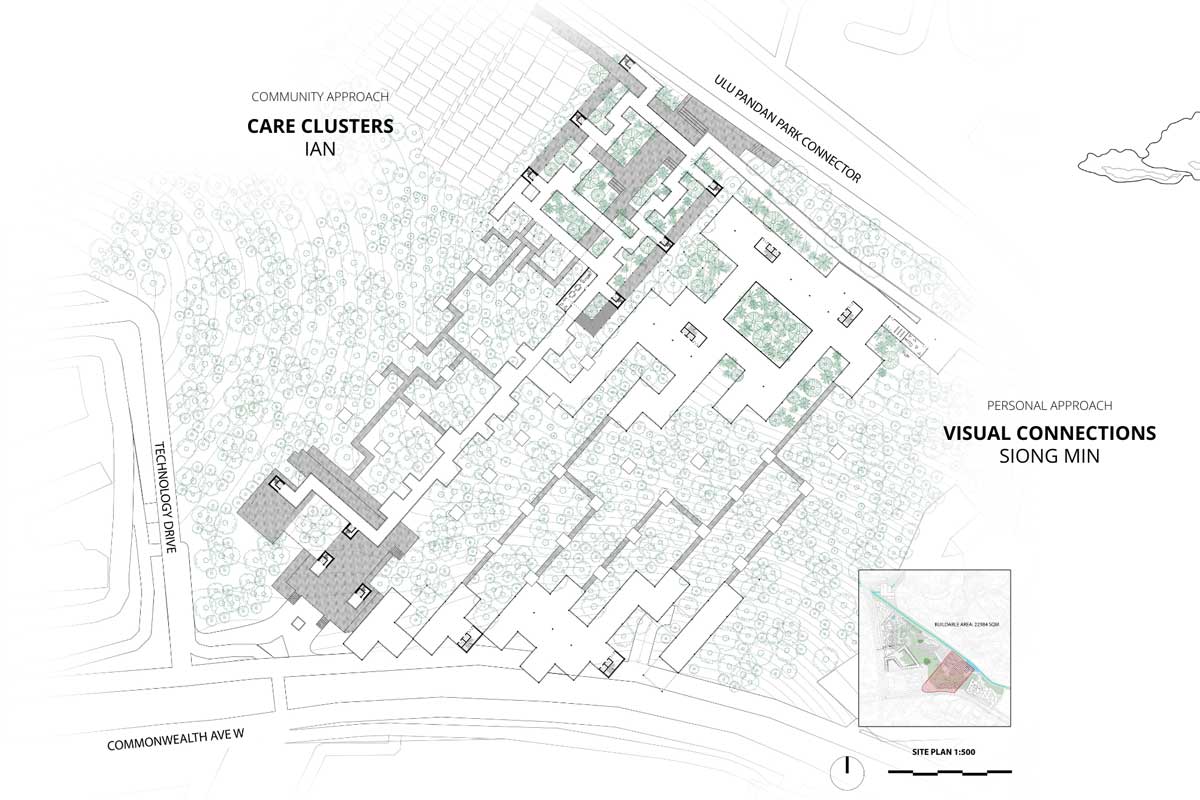 ULU PANDAN PARK CONNECTOR
COMMUNITY APPROACH
CARE CLUSTERS
IAN
PERSONAL APPROACH
VISUAL CONNECTIONS
SIONG MIN
TECHNOLOGY DRIVE
BUILDABLE AREA: 22984 SQM
COMMONWEALTH AVE W
SITE PLAN 1:500